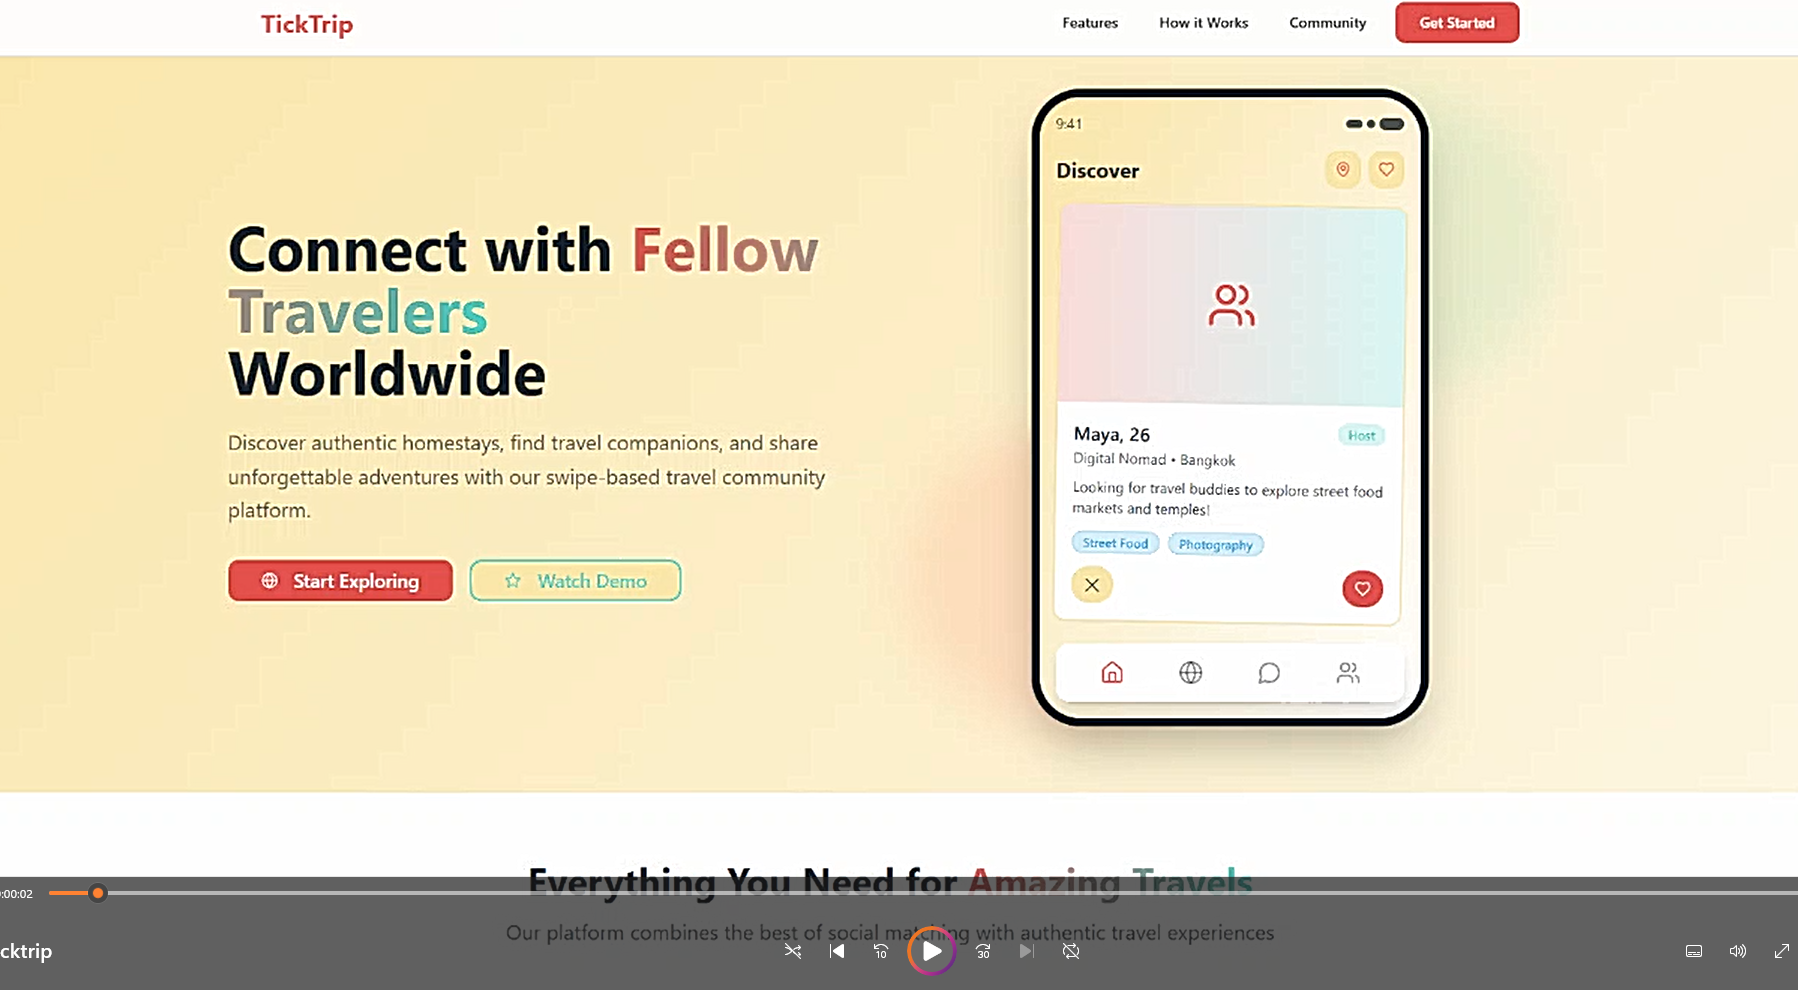 TickTrip
Features
How it Works
Community
Get Started
Connect with Fellow
Travelers
Worldwide
Discover authentic homestays, find travel companions, and share
unforgettable adventures with our swipe-based travel community
platform.
Start Exploring
Watch Demo
9:41
Discover
Maya, 26
Host
Digital Nomad • Bangkok
Looking for travel buddies to explore street food
markets and temples!
Street Food
Photography
Everything You Need for Amazing Travels
Our platform combines the best of social matching with authentic travel experiences
:00:02
cktrip
10
30